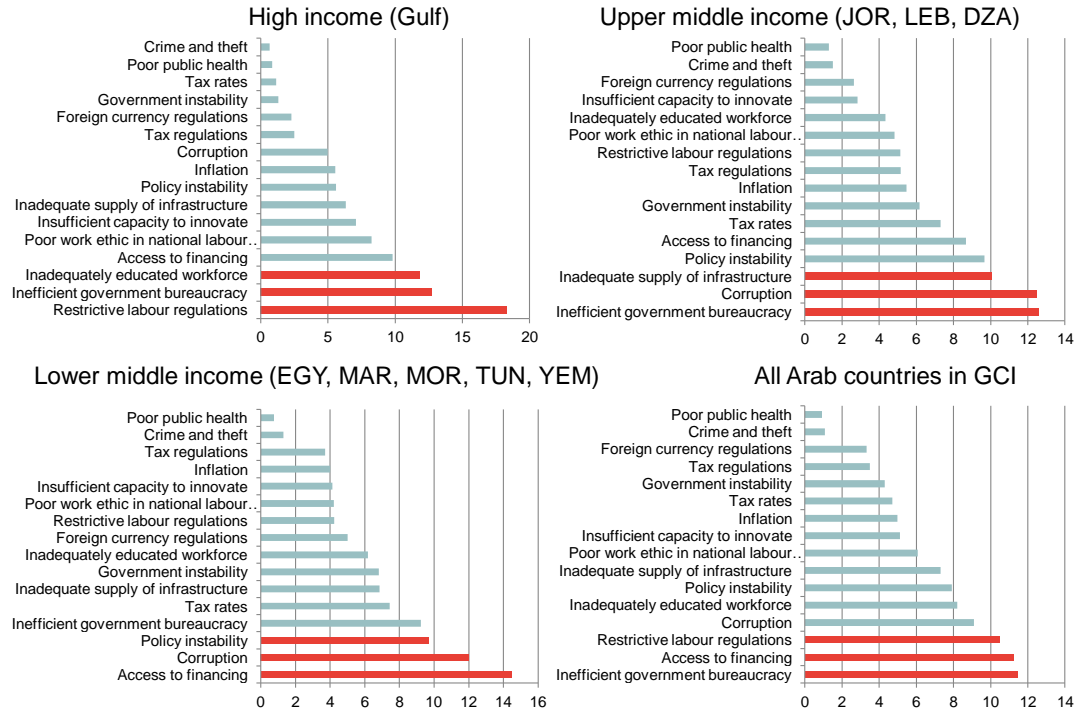 High income (Gulf)
Crime and theft
Poor public health
Tax rates
Government instability
Foreign currency regulations
Tax regulations
Corruption
Inflation
Policy instability
Inadequate supply of infrastructure
Insufficient capacity to innovate
Poor work ethic in national labour..
Access to financing
Inadequately educated workforce
Inefficient government bureaucracy
Restrictive labour regulations
0 5 10 15 20
Upper middle income (JOR, LEB, DZA)
Poor public health
Crime and theft
Foreign currency regulations
Insufficient capacity to innovate
Inadequately educated workforce
Poor work ethic in national labour..
Restrictive labour regulations
Tax regulations
Inflation
Government instability
Tax rates
Access to financing
Policy instability
Inadequate supply of infrastructure
Corruption
Inefficient government bureaucracy
0 2 4 6 8 10 12 14
Lower middle income (EGY, MAR, MOR, TUN, YEM)
Poor public health
Crime and theft
Tax regulations
Inflation
Insufficient capacity to innovate
Poor work ethic in national labour..
Restrictive labour regulations
Foreign currency regulations
Inadequately educated workforce
Government instability
Inadequate supply of infrastructure
Tax rates
Inefficient government bureaucracy
Policy instability
Corruption
Access to financing
0 2 4 6 8 10 12 14 16
All Arab countries in GCI
Poor public health
Crime and theft
Foreign currency regulations
Tax regulations
Government instability
Tax rates
Inflation
Insufficient capacity to innovate
Poor work ethic in national labour..
Inadequate supply of infrastructure
Policy instability
Inadequately educated workforce
Corruption
Restrictive labour regulations
Access to financing
Inefficient government bureaucracy
0 2 4 6 8 10 12 14